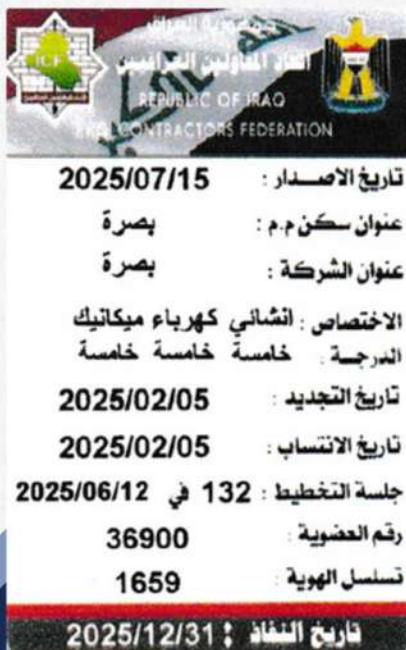 جمهورية العراق
اتحاد المقاولين العراقيين
REPUBLIC OF IRAQ
CONTRACTORS FEDERATION
ICF
تاريخ الاصدار : 2025/07/15
عنوان سكن م.م : بصرة
عنوان الشركة : بصرة
الاختصاص : انشائي كهرباء ميكانيك
الدرجة : خامسة خامسة خامسة
تاريخ التجديد : 2025/02/05
تاريخ الانتساب : 2025/02/05
جلسة التخطيط : 132 في 2025/06/12
رقم العضوية : 36900
تسلسل الهوية : 1659
تاريخ النفاذ : 2025/12/31